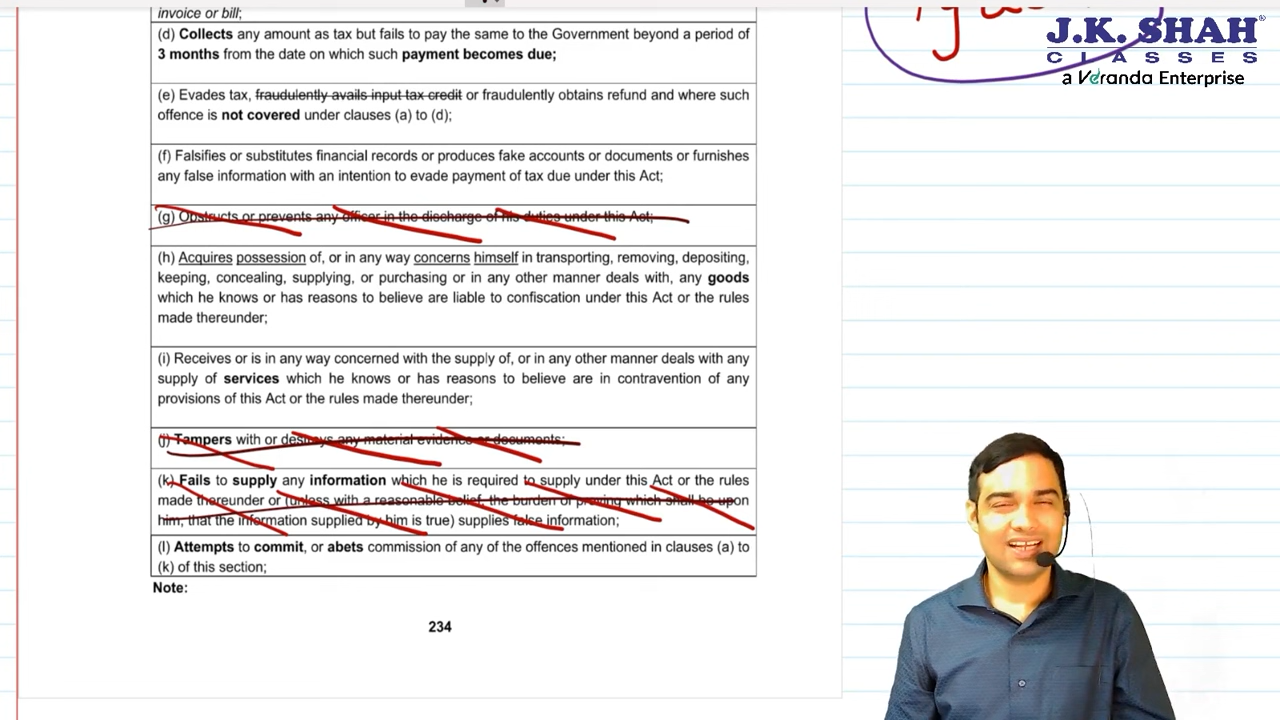 invoice or bill;
(d) Collects any amount as tax but fails to pay the same to the Government beyond a period of
3 months from the date on which such payment becomes due;
(e) Evades tax, fraudulently avails input tax credit or fraudulently obtains refund and where such
offence is not covered under clauses (a) to (d);
(f) Falsifies or substitutes financial records or produces fake accounts or documents or furnishes
any false information with an intention to evade payment of tax due under this Act;
(g) Obstructs or prevents any officer in the discharge of his duties under this Act;
(h) Acquires possession of, or in any way concerns himself in transporting, removing, depositing,
keeping, concealing, supplying, or purchasing or in any other manner deals with, any goods
which he knows or has reasons to believe are liable to confiscation under this Act or the rules
made thereunder;
(i) Receives or is in any way concerned with the supply of, or in any other manner deals with any
supply of services which he knows or has reasons to believe are in contravention of any
provisions of this Act or the rules made thereunder;
(j) Tampers with or destroys any material evidence or documents;
(k) Fails to supply any information which he is required to supply under this Act or the rules
made thereunder or (unless with a reasonable belief, the burden of proving which shall be upon
him, that the information supplied by him is true) supplies false information;
(l) Attempts to commit, or abets commission of any of the offences mentioned in clauses (a) to
(k) of this section;
Note:
234
J.K. SHAH®
CLASSES
a Veranda Enterprise